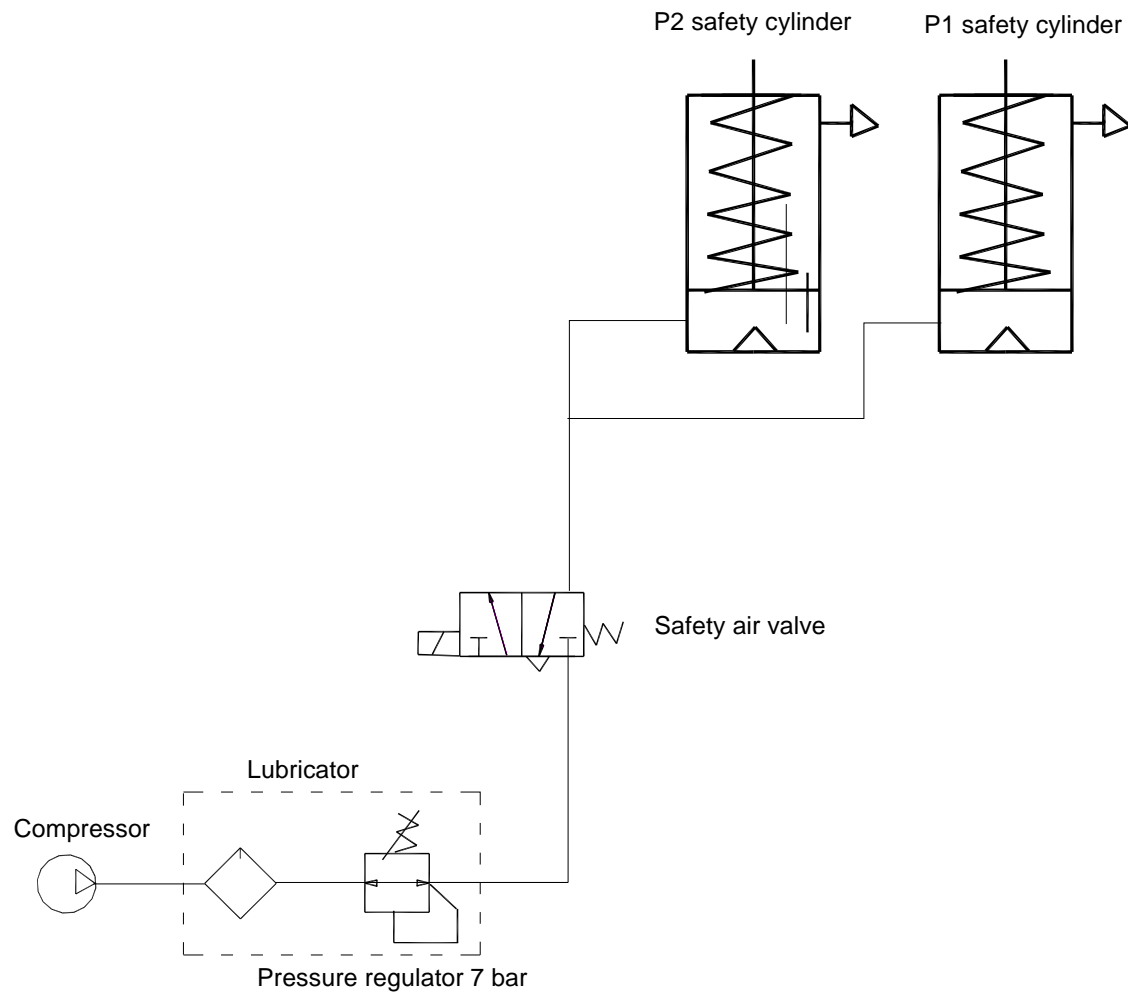 P2 safety cylinder
P1 safety cylinder
Safety air valve
Lubricator
Compressor
Pressure regulator 7 bar